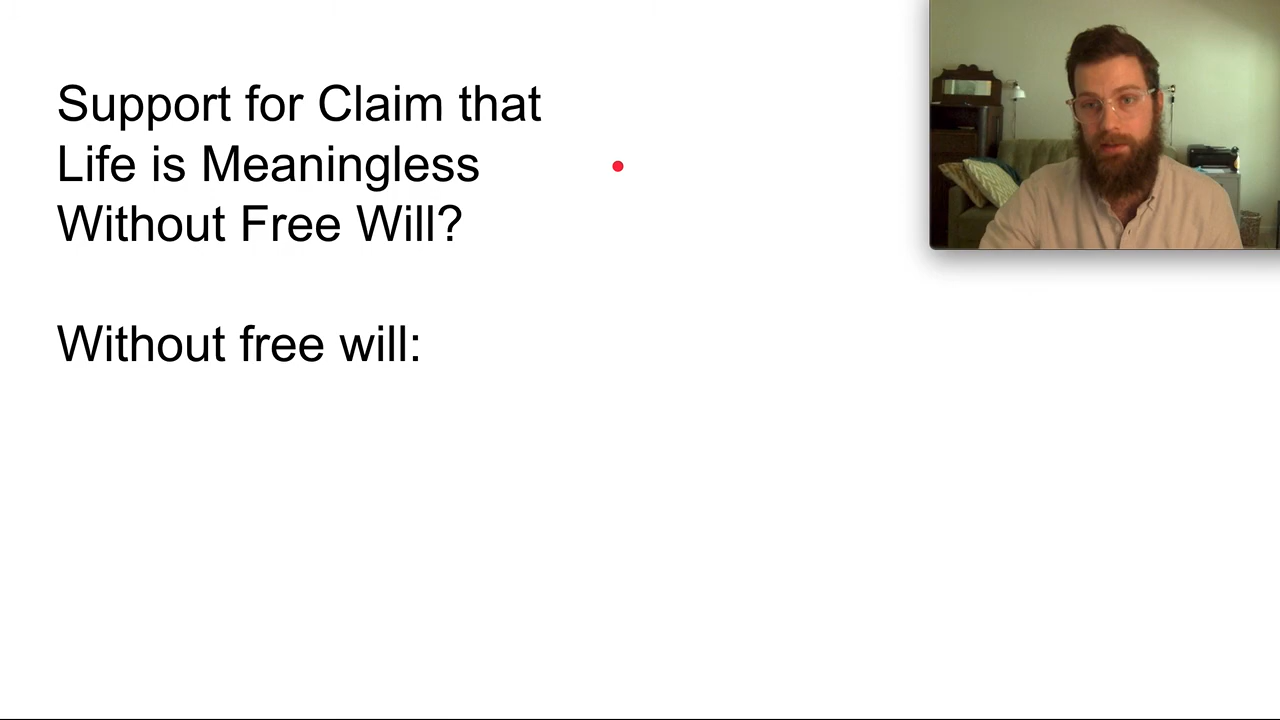 Support for Claim that
Life is Meaningless
Without Free Will?
Without free will: